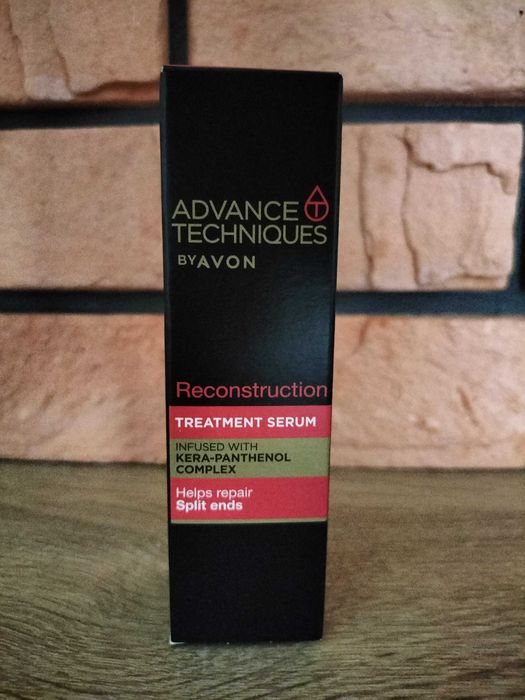 ADVANCE T
TECHNIQUES
BY AVON
Reconstruction
TREATMENT SERUM
INFUSED WITH
KERA-PANTHENOL
COMPLEX
Helps repair
Split ends